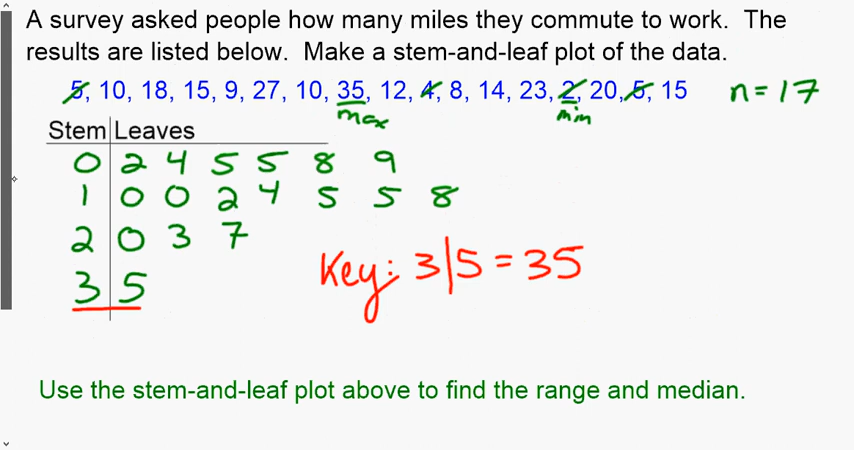 A survey asked people how many miles they commute to work. The
results are listed below. Make a stem-and-leaf plot of the data.
5, 10, 18, 15, 9, 27, 10, 35, 12, 4, 8, 14, 23, 2, 20, 5, 15 n = 17
max min
Stem Leaves
0 2 4 5 5 8 9
1 0 0 2 4 5 5 8
2 0 3 7
Key: 3|5 = 35
3 5
Use the stem-and-leaf plot above to find the range and median.